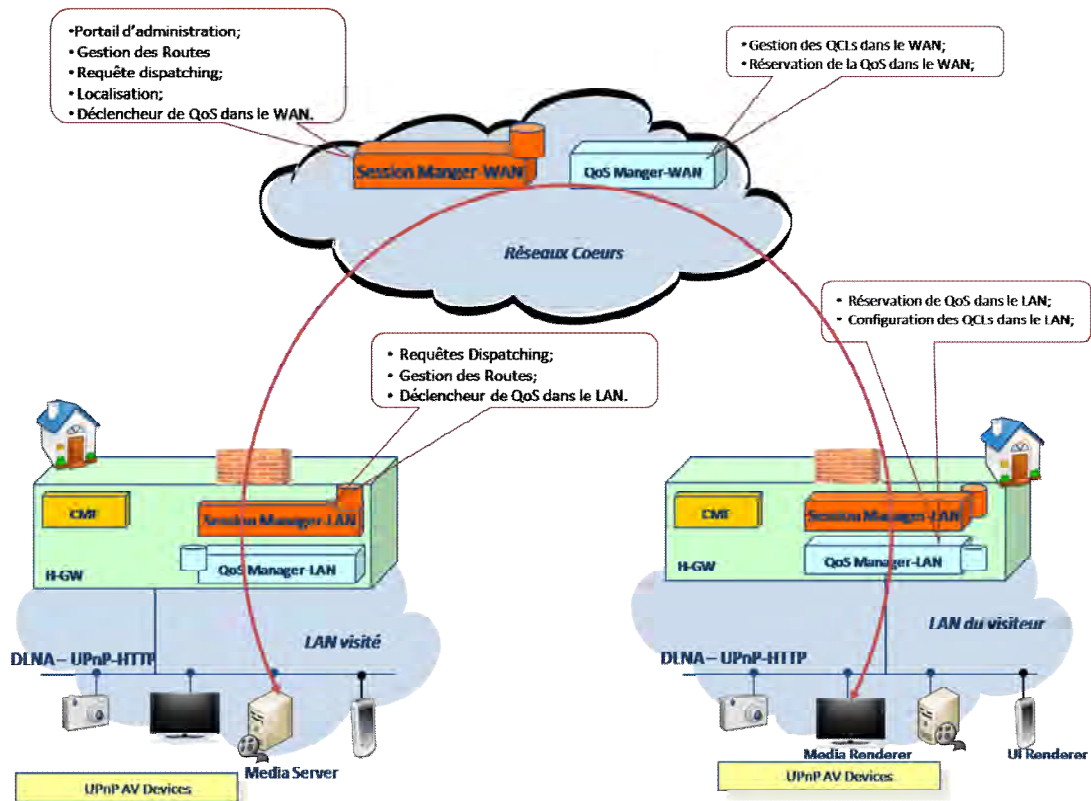 •Portail d'administration;
• Gestion des Routes
• Requête dispatching;
• Localisation;
• Déclencheur de QoS dans le WAN.
• Gestion des QCLs dans le WAN;
• Réservation de la QoS dans le WAN;
Session Manger-WAN
QoS Manger-WAN
Réseaux Coeurs
• Réservation de QoS dans le LAN;
• Configuration des QCLs dans le LAN;
• Requêtes Dispatching;
• Gestion des Routes;
• Déclencheur de QoS dans le LAN.
CMF
Session Manager-LAN
QoS Manager-LAN
H-GW
LAN visité
DLNA – UPnP-HTTP
Media Server
UPnP AV Devices
CMF
Session Manager-LAN
QoS Manager-LAN
H-GW
LAN du visiteur
DLNA – UPnP-HTTP
Media Renderer
UI Renderer
UPnP AV Devices